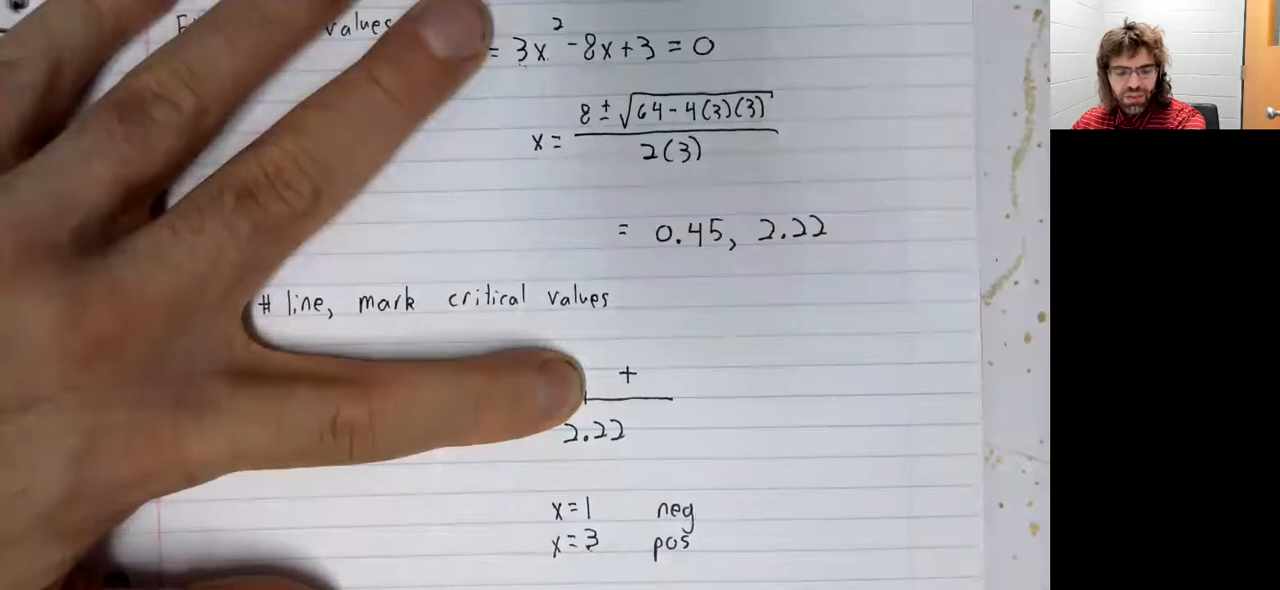 values
= 3x² - 8x + 3 = 0
x = (8 ± √(64 - 4(3)(3))) / 2(3)
= 0.45, 2.22
# line, mark critical values
+
2.22
x = 1 neg
x = 3 pos